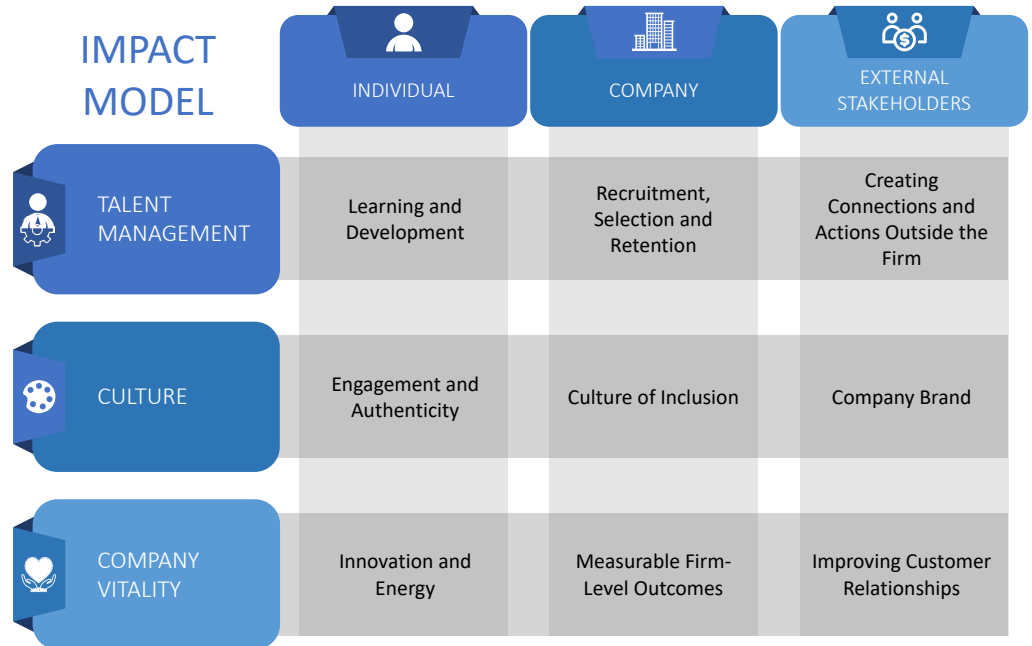 IMPACT
MODEL
INDIVIDUAL
COMPANY
EXTERNAL
STAKEHOLDERS
TALENT
MANAGEMENT
Learning and
Development
Recruitment,
Selection and
Retention
Creating
Connections and
Actions Outside the
Firm
CULTURE
Engagement and
Authenticity
Culture of Inclusion
Company Brand
COMPANY
VITALITY
Innovation and
Energy
Measurable Firm-
Level Outcomes
Improving Customer
Relationships